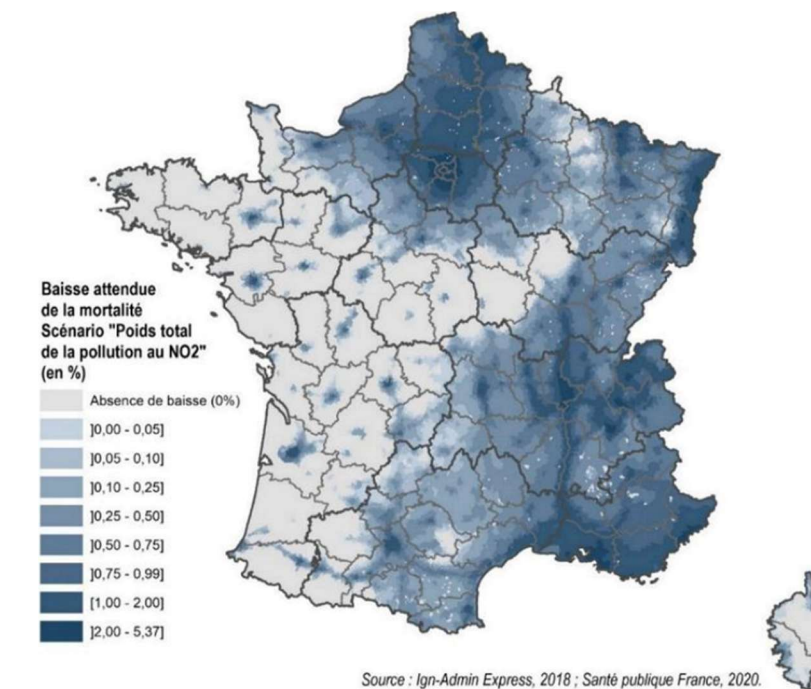 Baisse attendue
de la mortalité
Scénario "Poids total
de la pollution au NO2"
(en %)
Absence de baisse (0%)
]0,00 - 0,05]
]0,05 - 0,10]
]0,10 - 0,25]
]0,25 - 0,50]
]0,50 - 0,75]
]0,75 - 0,99]
[1,00 - 2,00]
]2,00 - 5,37]
Source : Ign-Admin Express, 2018 ; Santé publique France, 2020.